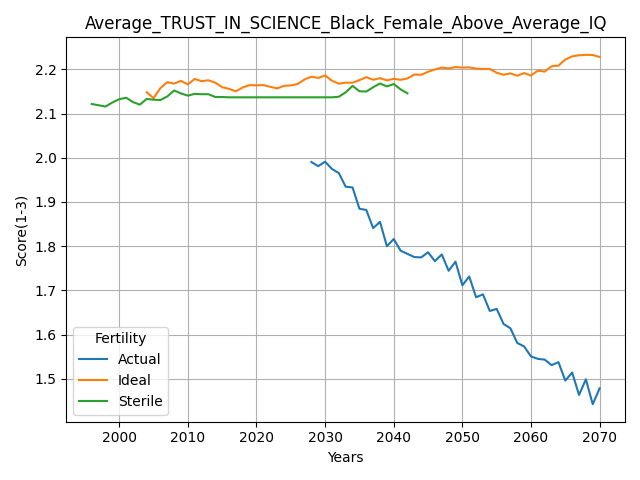 Average_TRUST_IN_SCIENCE_Black_Female_Above_Average_IQ
Score(1-3)
2.2
2.1
2.0
1.9
1.8
1.7
1.6
1.5
Fertility
Actual
Ideal
Sterile
2000 2010 2020 2030 2040 2050 2060 2070
Years